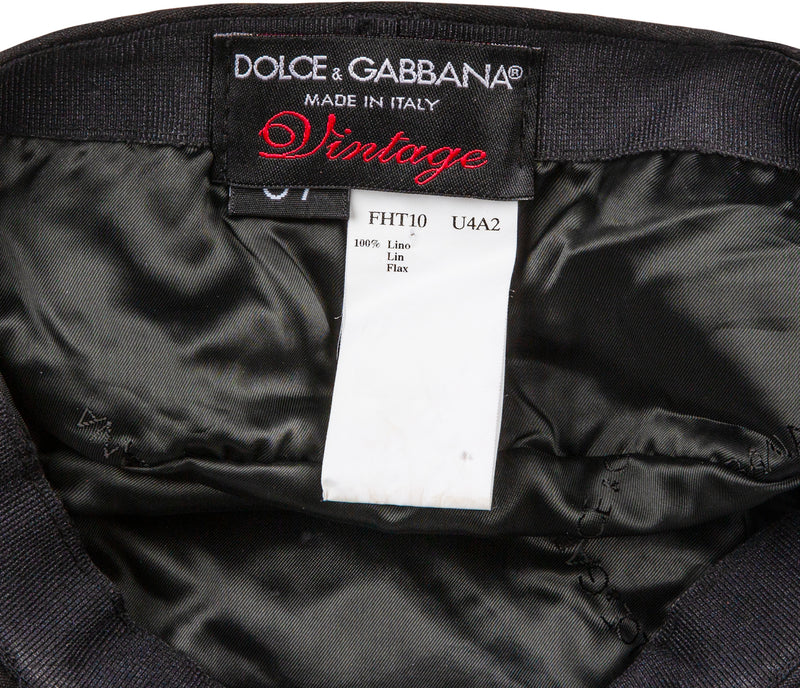 DOLCE & GABBANA®
MADE IN ITALY
Vintage
FHT10 U4A2
100% Lino
Lin
Flax